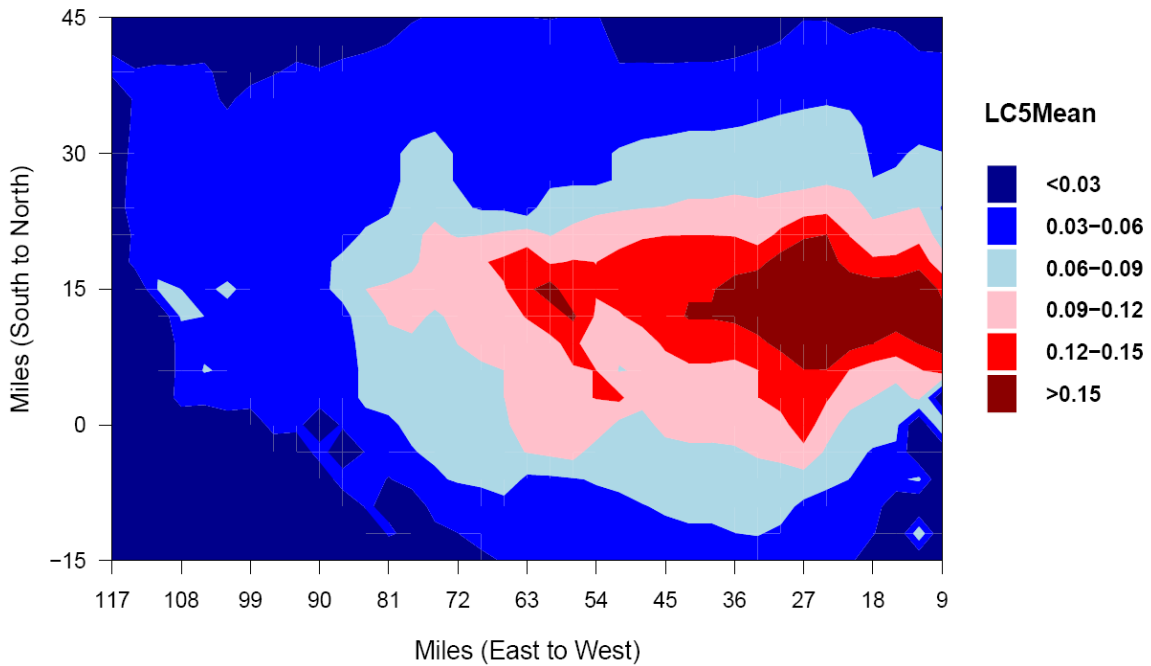 45
30
15
0
−15
117 108 99 90 81 72 63 54 45 36 27 18 9
Miles (South to North)
Miles (East to West)
LC5Mean
<0.03
0.03−0.06
0.06−0.09
0.09−0.12
0.12−0.15
>0.15